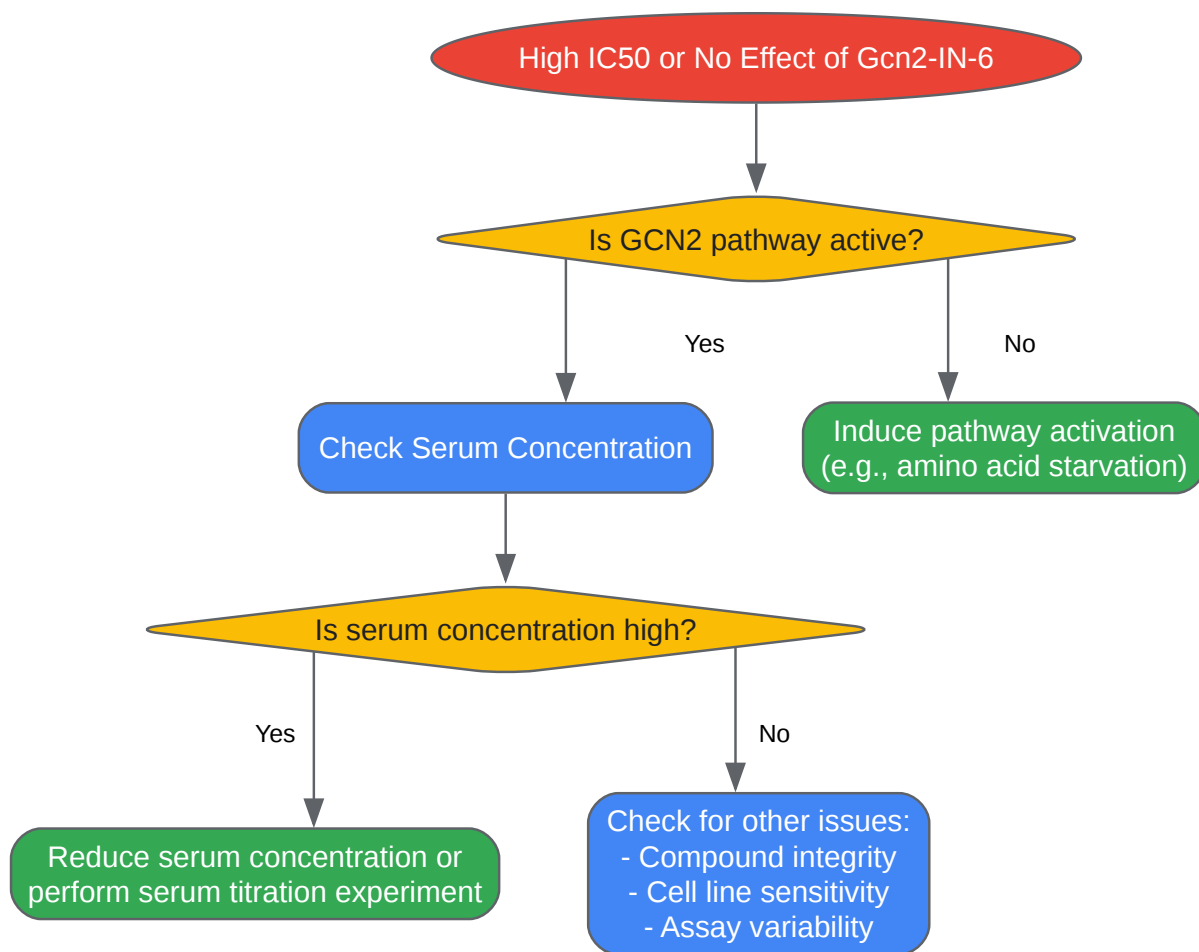 High IC50 or No Effect of Gcn2-IN-6
Is GCN2 pathway active?
Yes
No
Check Serum Concentration
Induce pathway activation
(e.g., amino acid starvation)
Is serum concentration high?
Yes
No
Reduce serum concentration or
perform serum titration experiment
Check for other issues:
- Compound integrity
- Cell line sensitivity
- Assay variability